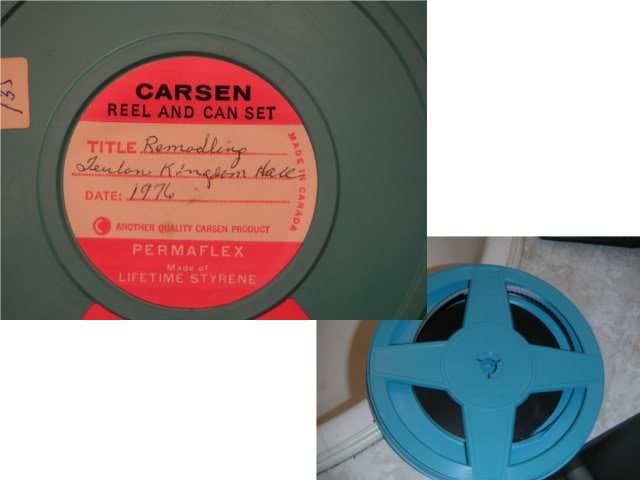 133
CARSEN
REEL AND CAN SET
TITLE Remodling
Teulon Kingdom Hall
DATE: 1976
MADE IN CANADA
ANOTHER QUALITY CARSEN PRODUCT
PERMAFLEX
Made of
LIFETIME STYRENE